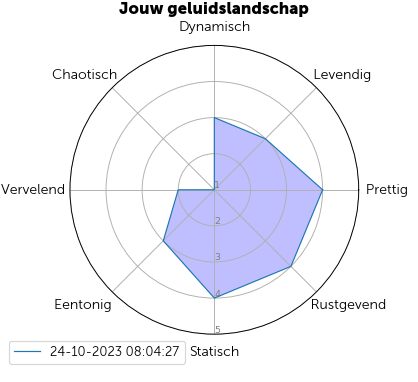 Jouw geluidslandschap
Dynamisch
Chaotisch
Levendig
Vervelend
1
Prettig
2
3
4
Eentonig
Rustgevend
5
24-10-2023 08:04:27
Statisch